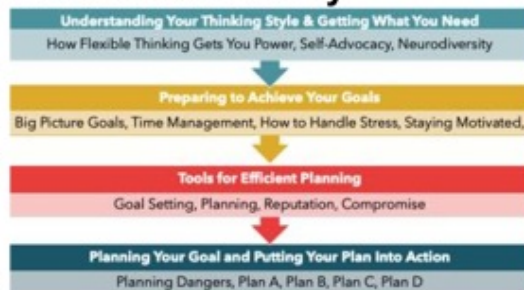 Understanding Your Thinking Style & Getting What You Need
How Flexible Thinking Gets You Power, Self-Advocacy, Neurodiversity
Preparing to Achieve Your Goals
Big Picture Goals, Time Management, How to Handle Stress, Staying Motivated,
Tools for Efficient Planning
Goal Setting, Planning, Reputation, Compromise
Planning Your Goal and Putting Your Plan Into Action
Planning Dangers, Plan A, Plan B, Plan C, Plan D